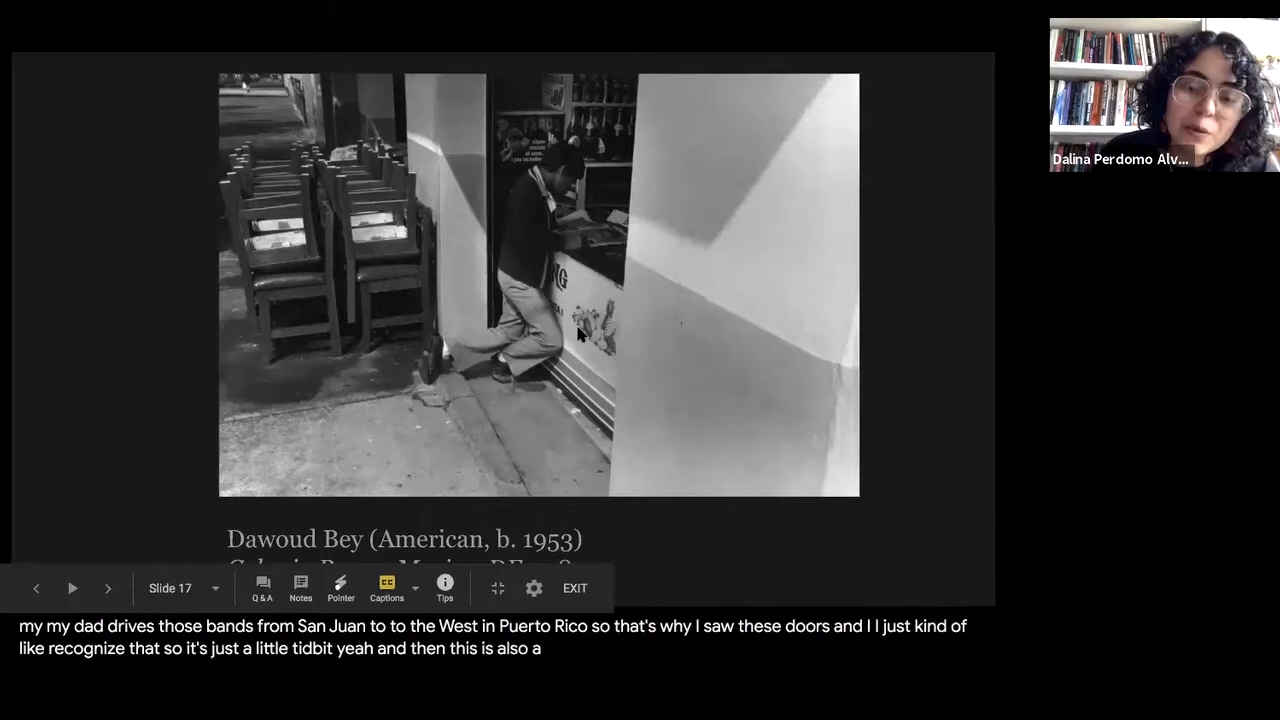 Dalina Perdomo Alv...
NG
Dawoud Bey (American, b. 1953)
Slide 17
Q & A
Notes
Pointer
CC
Captions
Tips
EXIT
my my dad drives those bands from San Juan to to the West in Puerto Rico so that's why I saw these doors and I I just kind of
like recognize that so it's just a little tidbit yeah and then this is also a